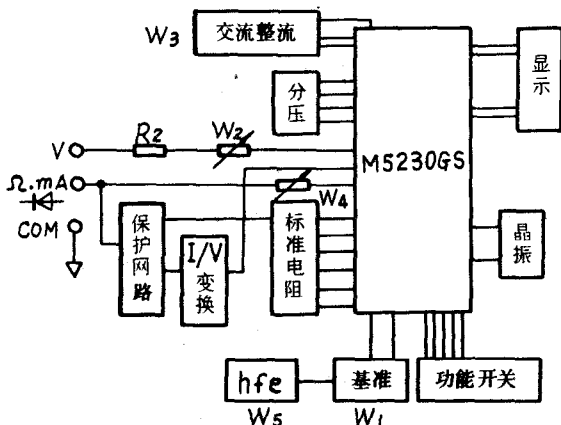 W3
交流整流
显示
分压
R2
W2
V
M5230GS
Ω.mA
W4
COM
保护网路
I/V变换
标准电阻
晶振
hfe
基准
功能开关
W5
W1